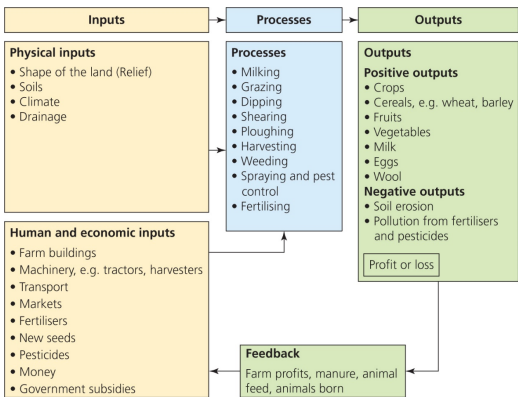 Inputs
Processes
Outputs
Physical inputs
• Shape of the land (Relief)
• Soils
• Climate
• Drainage
Processes
• Milking
• Grazing
• Dipping
• Shearing
• Ploughing
• Harvesting
• Weeding
• Spraying and pest
control
• Fertilising
Outputs
Positive outputs
• Crops
• Cereals, e.g. wheat, barley
• Fruits
• Vegetables
• Milk
• Eggs
• Wool
Negative outputs
• Soil erosion
• Pollution from fertilisers
and pesticides
Profit or loss
Human and economic inputs
• Farm buildings
• Machinery, e.g. tractors, harvesters
• Transport
• Markets
• Fertilisers
• New seeds
• Pesticides
• Money
• Government subsidies
Feedback
Farm profits, manure, animal
feed, animals born